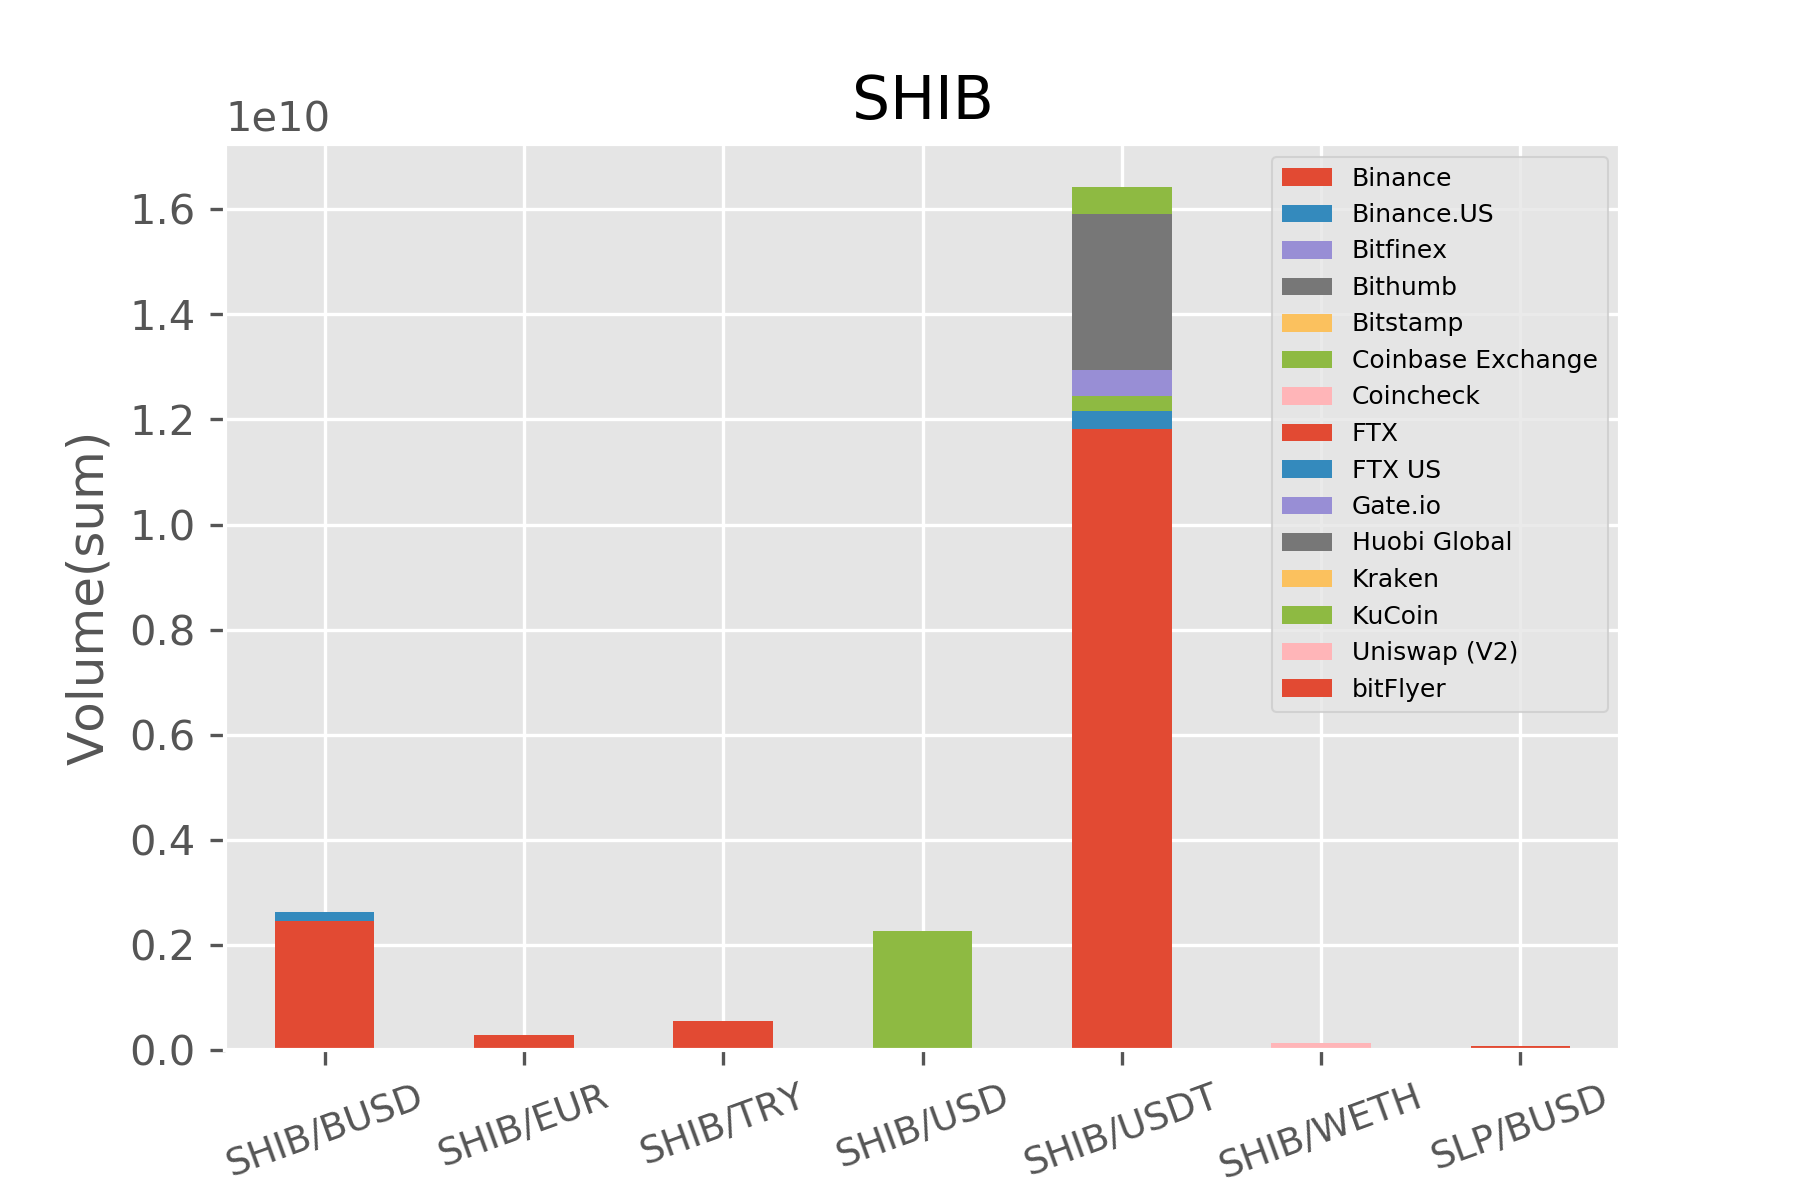 SHIB
1e10
1.6
1.4
1.2
1.0
0.8
0.6
0.4
0.2
0.0
Volume(sum)
Binance
Binance.US
Bitfinex
Bithumb
Bitstamp
Coinbase Exchange
Coincheck
FTX
FTX US
Gate.io
Huobi Global
Kraken
KuCoin
Uniswap (V2)
bitFlyer
SHIB/BUSD
SHIB/EUR
SHIB/TRY
SHIB/USD
SHIB/USDT
SHIB/WETH
SLP/BUSD